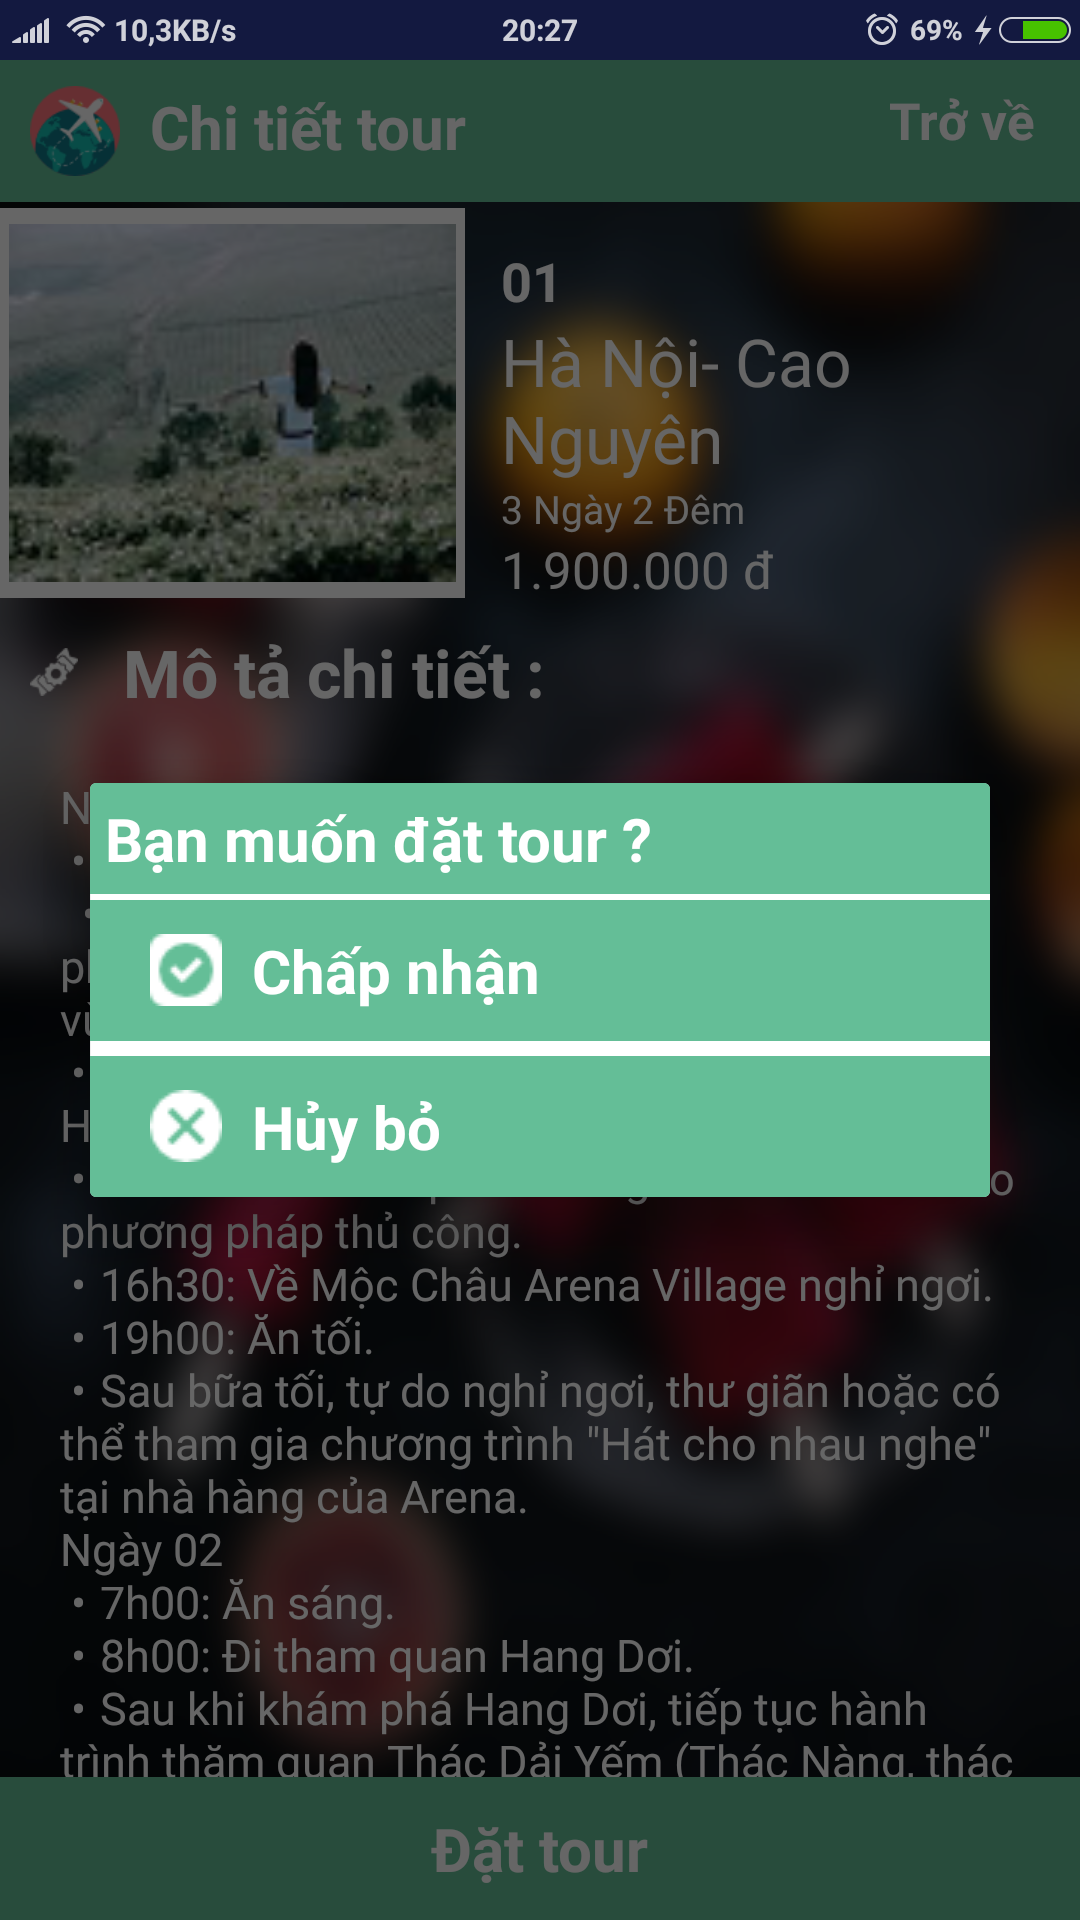 10,3KB/s 20:27 69%
Chi tiết tour Trở về
01
Hà Nội- Cao
Nguyên
3 Ngày 2 Đêm
1.900.000 đ
Mô tả chi tiết :
Bạn muốn đặt tour ?
Chấp nhận
Hủy bỏ
phương pháp thủ công.
• 16h30: Về Mộc Châu Arena Village nghỉ ngơi.
• 19h00: Ăn tối.
• Sau bữa tối, tự do nghỉ ngơi, thư giãn hoặc có
thể tham gia chương trình "Hát cho nhau nghe"
tại nhà hàng của Arena.
Ngày 02
• 7h00: Ăn sáng.
• 8h00: Đi tham quan Hang Dơi.
• Sau khi khám phá Hang Dơi, tiếp tục hành
trình thăm quan Thác Dải Yếm (Thác Nàng, thác
Đặt tour